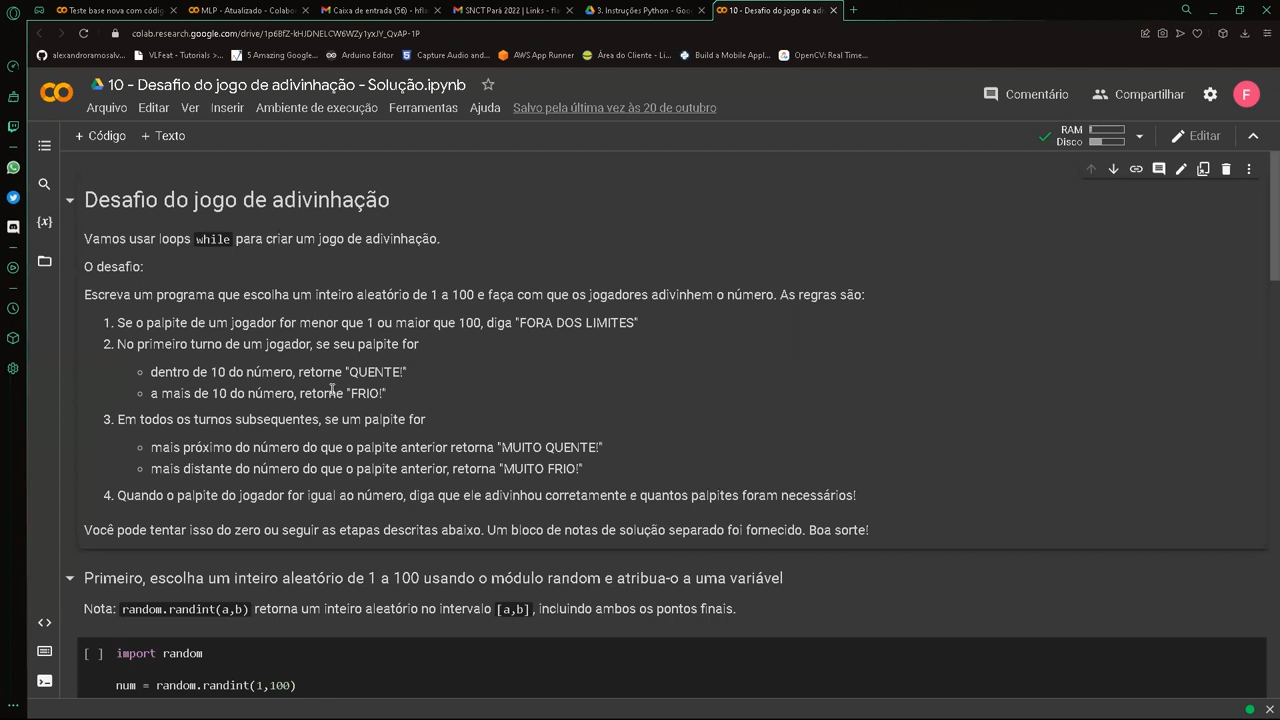 Teste base nova com códig
MLP - Atualizado - Colabo
Caixa de entrada (56) - hfla
SNCT Pará 2022 | Links - fla
3. Instruções Python - Goo
10 - Desafio do jogo de adi
colab.research.google.com/drive/1p6BfZ-kHJDNELCW6WZy1yxJY_QvAP-1P
alexandroramosalv...
VLFeat - Tutorials >...
5 Amazing Google...
Arduino Editor
Capture Audio and...
AWS App Runner
Área do Cliente - Li...
Build a Mobile Appl...
OpenCV: Real Time...
10 - Desafio do jogo de adivinhação - Solução.ipynb
Arquivo Editar Ver Inserir Ambiente de execução Ferramentas Ajuda Salvo pela última vez às 20 de outubro
Comentário Compartilhar F
+ Código + Texto
RAM
Disco
Editar
Desafio do jogo de adivinhação
Vamos usar loops while para criar um jogo de adivinhação.
O desafio:
Escreva um programa que escolha um inteiro aleatório de 1 a 100 e faça com que os jogadores adivinhem o número. As regras são:
1. Se o palpite de um jogador for menor que 1 ou maior que 100, diga "FORA DOS LIMITES"
2. No primeiro turno de um jogador, se seu palpite for
dentro de 10 do número, retorne "QUENTE!"
a mais de 10 do número, retorne "FRIO!"
3. Em todos os turnos subsequentes, se um palpite for
mais próximo do número do que o palpite anterior retorna "MUITO QUENTE!"
mais distante do número do que o palpite anterior, retorna "MUITO FRIO!"
4. Quando o palpite do jogador for igual ao número, diga que ele adivinhou corretamente e quantos palpites foram necessários!
Você pode tentar isso do zero ou seguir as etapas descritas abaixo. Um bloco de notas de solução separado foi fornecido. Boa sorte!
Primeiro, escolha um inteiro aleatório de 1 a 100 usando o módulo random e atribua-o a uma variável
Nota: random.randint(a,b) retorna um inteiro aleatório no intervalo [a,b], incluindo ambos os pontos finais.
[ ] import random
num = random.randint(1,100)